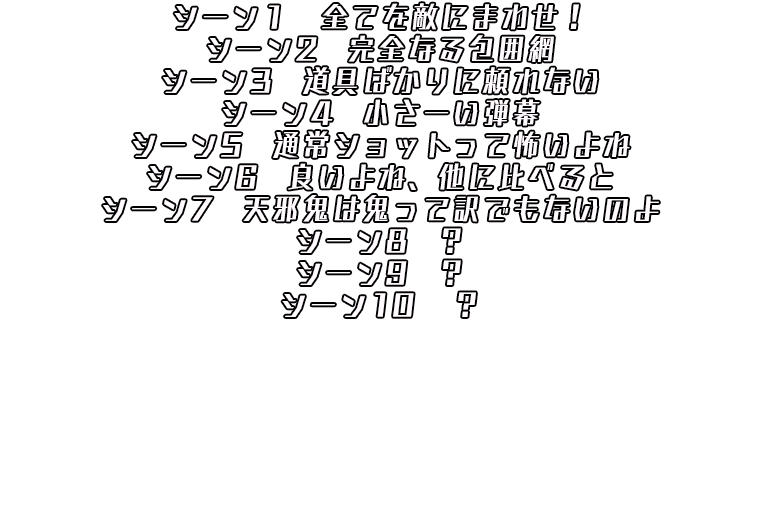 シーン1　全てを敵にまわせ！
シーン2　完全なる包囲網
シーン3　道具ばかりに頼れない
シーン4　小さーい弾幕
シーン5　通常ショットって怖いよね
シーン6　良いよね、他に比べると
シーン7　天邪鬼は鬼って訳でもないのよ
シーン8　？
シーン9　？
シーン10　？